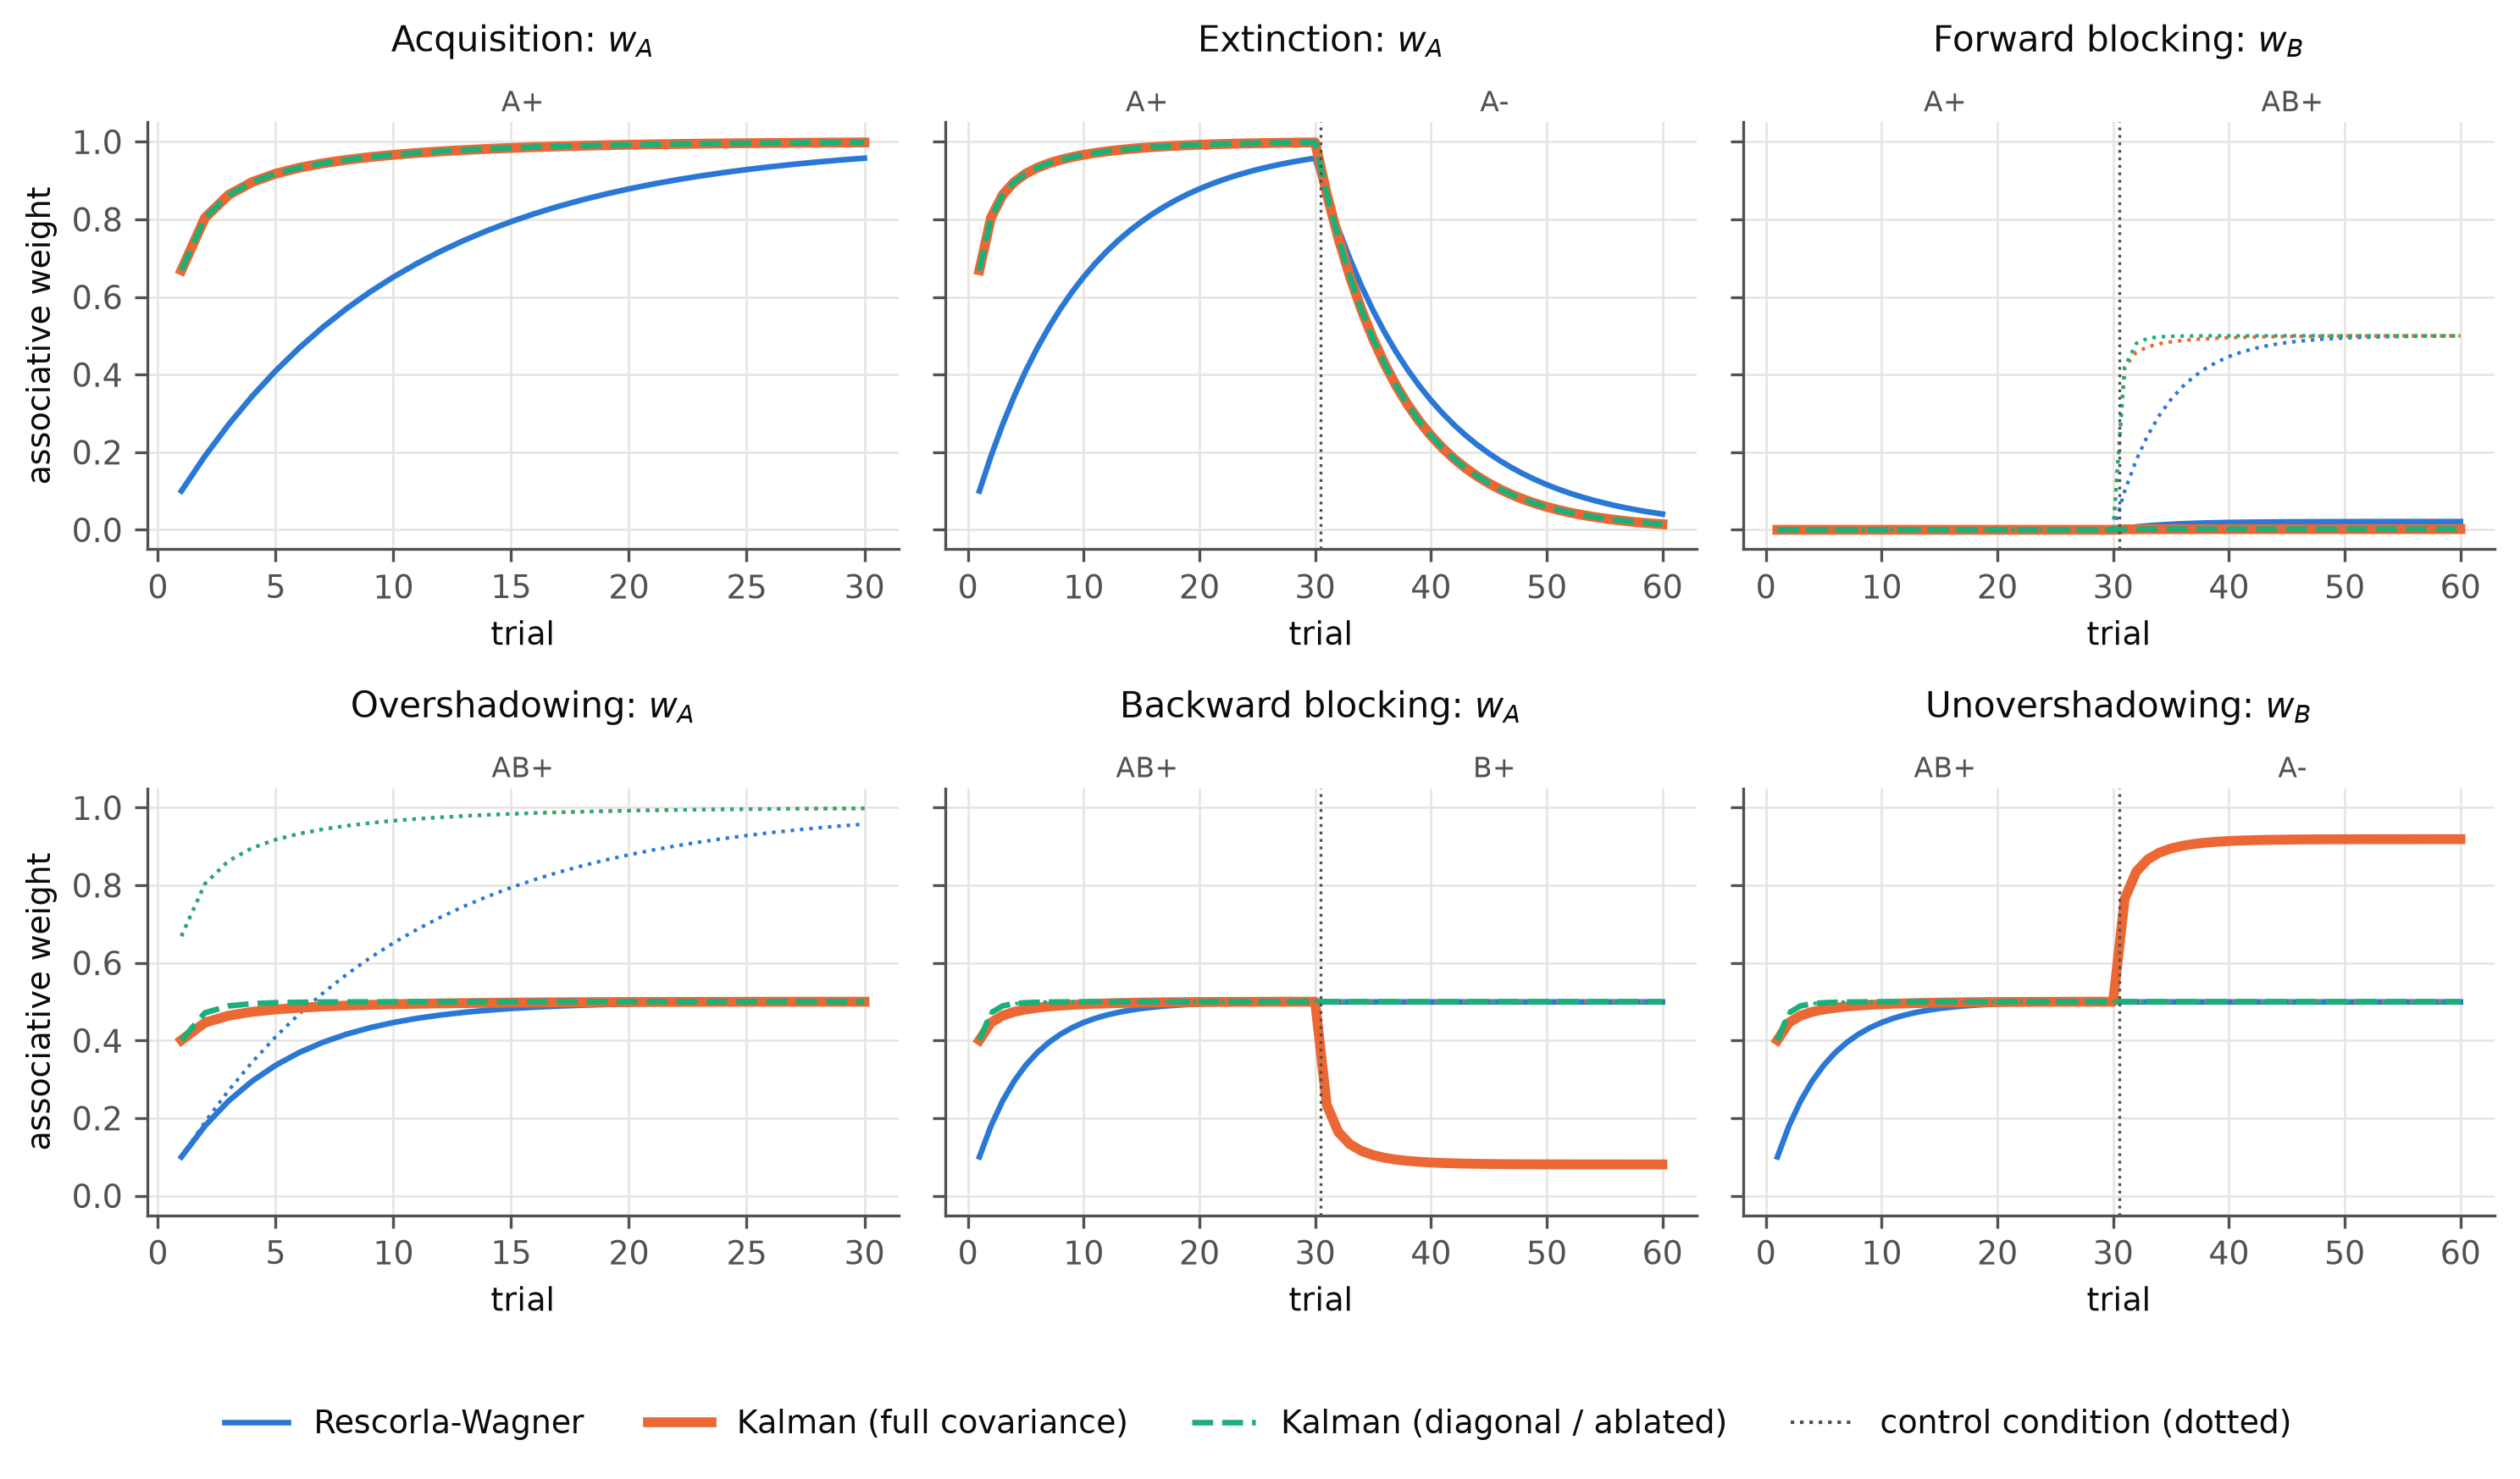 Acquisition: wA
A+
associative weight
1.0
0.8
0.6
0.4
0.2
0.0
0 5 10 15 20 25 30
trial
Extinction: wA
A+ A-
0 10 20 30 40 50 60
trial
Forward blocking: wB
A+ AB+
0 10 20 30 40 50 60
trial
Overshadowing: wA
AB+
associative weight
1.0
0.8
0.6
0.4
0.2
0.0
0 5 10 15 20 25 30
trial
Backward blocking: wA
AB+ B+
0 10 20 30 40 50 60
trial
Unovershadowing: wB
AB+ A-
0 10 20 30 40 50 60
trial
Rescorla-Wagner Kalman (full covariance) Kalman (diagonal / ablated) control condition (dotted)